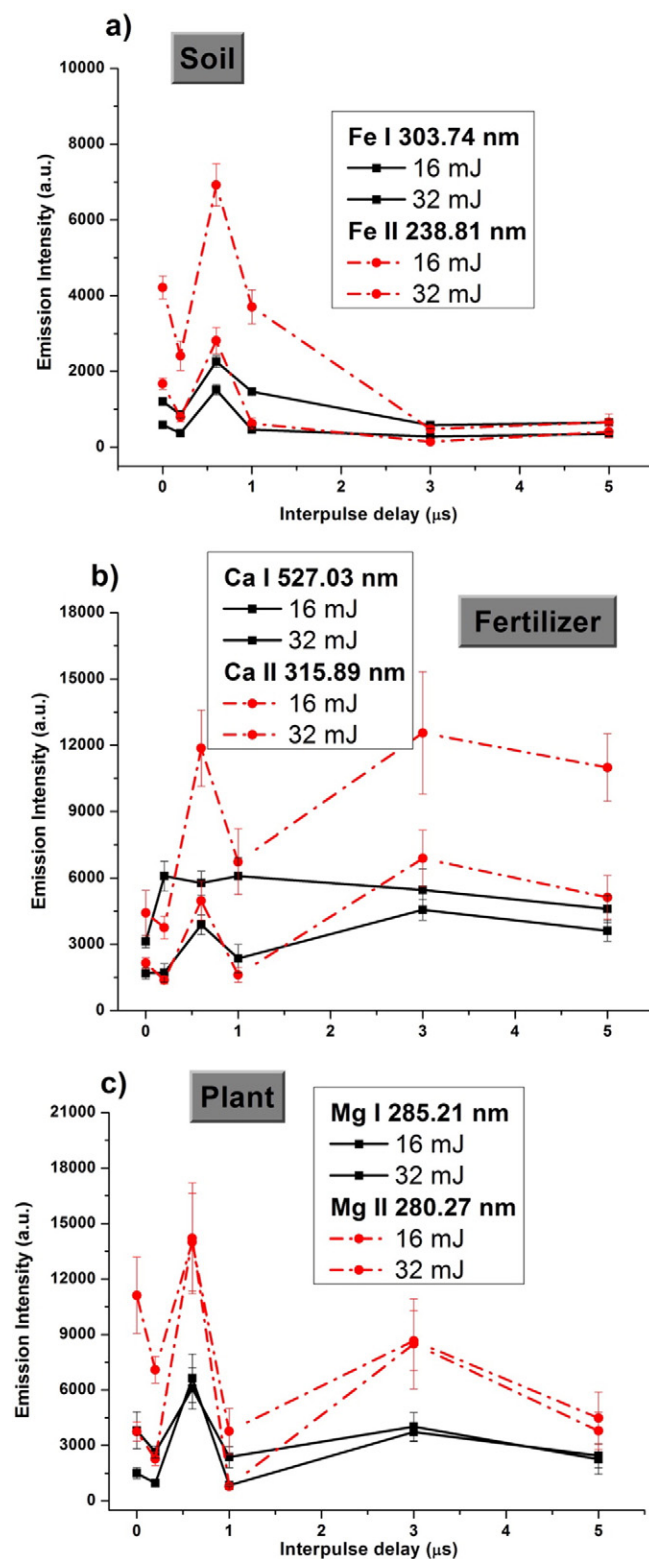 a)
Soil
10000
8000
6000
4000
2000
0
Emission Intensity (a.u.)
Fe I 303.74 nm
16 mJ
32 mJ
Fe II 238.81 nm
16 mJ
32 mJ
0 1 2 3 4 5
Interpulse delay (μs)
b)
Fertilizer
18000
15000
12000
9000
6000
3000
0
Emission Intensity (a.u.)
Ca I 527.03 nm
16 mJ
32 mJ
Ca II 315.89 nm
16 mJ
32 mJ
0 1 2 3 4 5
c)
Plant
21000
18000
15000
12000
9000
6000
3000
0
Emission Intensity (a.u.)
Mg I 285.21 nm
16 mJ
32 mJ
Mg II 280.27 nm
16 mJ
32 mJ
0 1 2 3 4 5
Interpulse delay (μs)